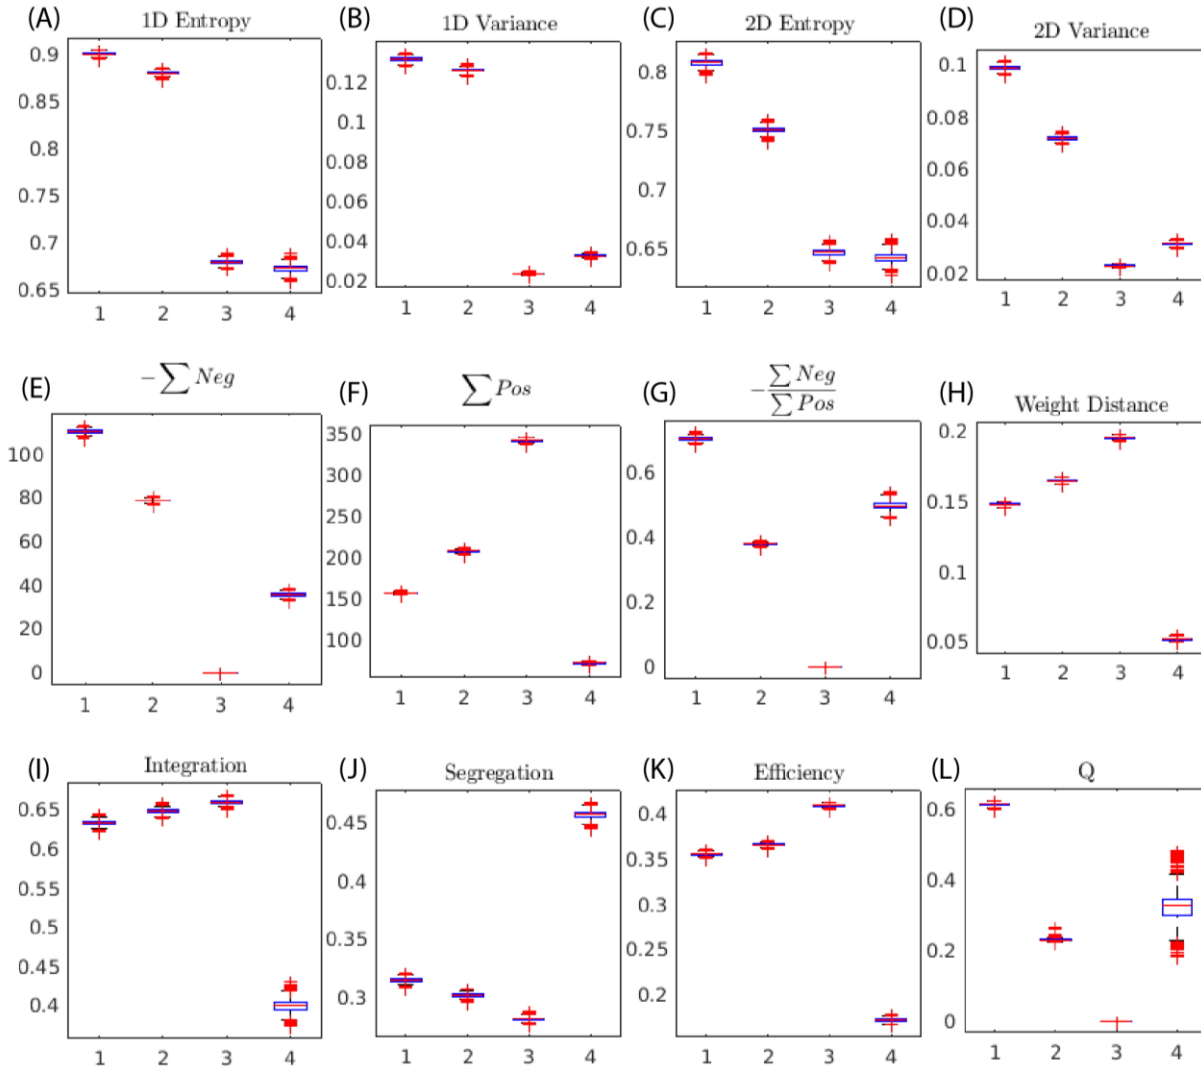 (A) 1D Entropy
0.9
0.85
0.8
0.75
0.7
0.65
1 2 3 4
(B) 1D Variance
0.12
0.1
0.08
0.06
0.04
0.02
1 2 3 4
(C) 2D Entropy
0.8
0.75
0.7
0.65
1 2 3 4
(D) 2D Variance
0.1
0.08
0.06
0.04
0.02
1 2 3 4
(E) −∑ Neg
100
80
60
40
20
0
1 2 3 4
(F) ∑ Pos
350
300
250
200
150
100
1 2 3 4
(G) −∑ Neg
∑ Pos
0.6
0.4
0.2
0
1 2 3 4
(H) Weight Distance
0.2
0.15
0.1
0.05
1 2 3 4
(I) Integration
0.65
0.6
0.55
0.5
0.45
0.4
1 2 3 4
(J) Segregation
0.45
0.4
0.35
0.3
1 2 3 4
(K) Efficiency
0.4
0.35
0.3
0.25
0.2
1 2 3 4
(L) Q
0.6
0.4
0.2
0
1 2 3 4